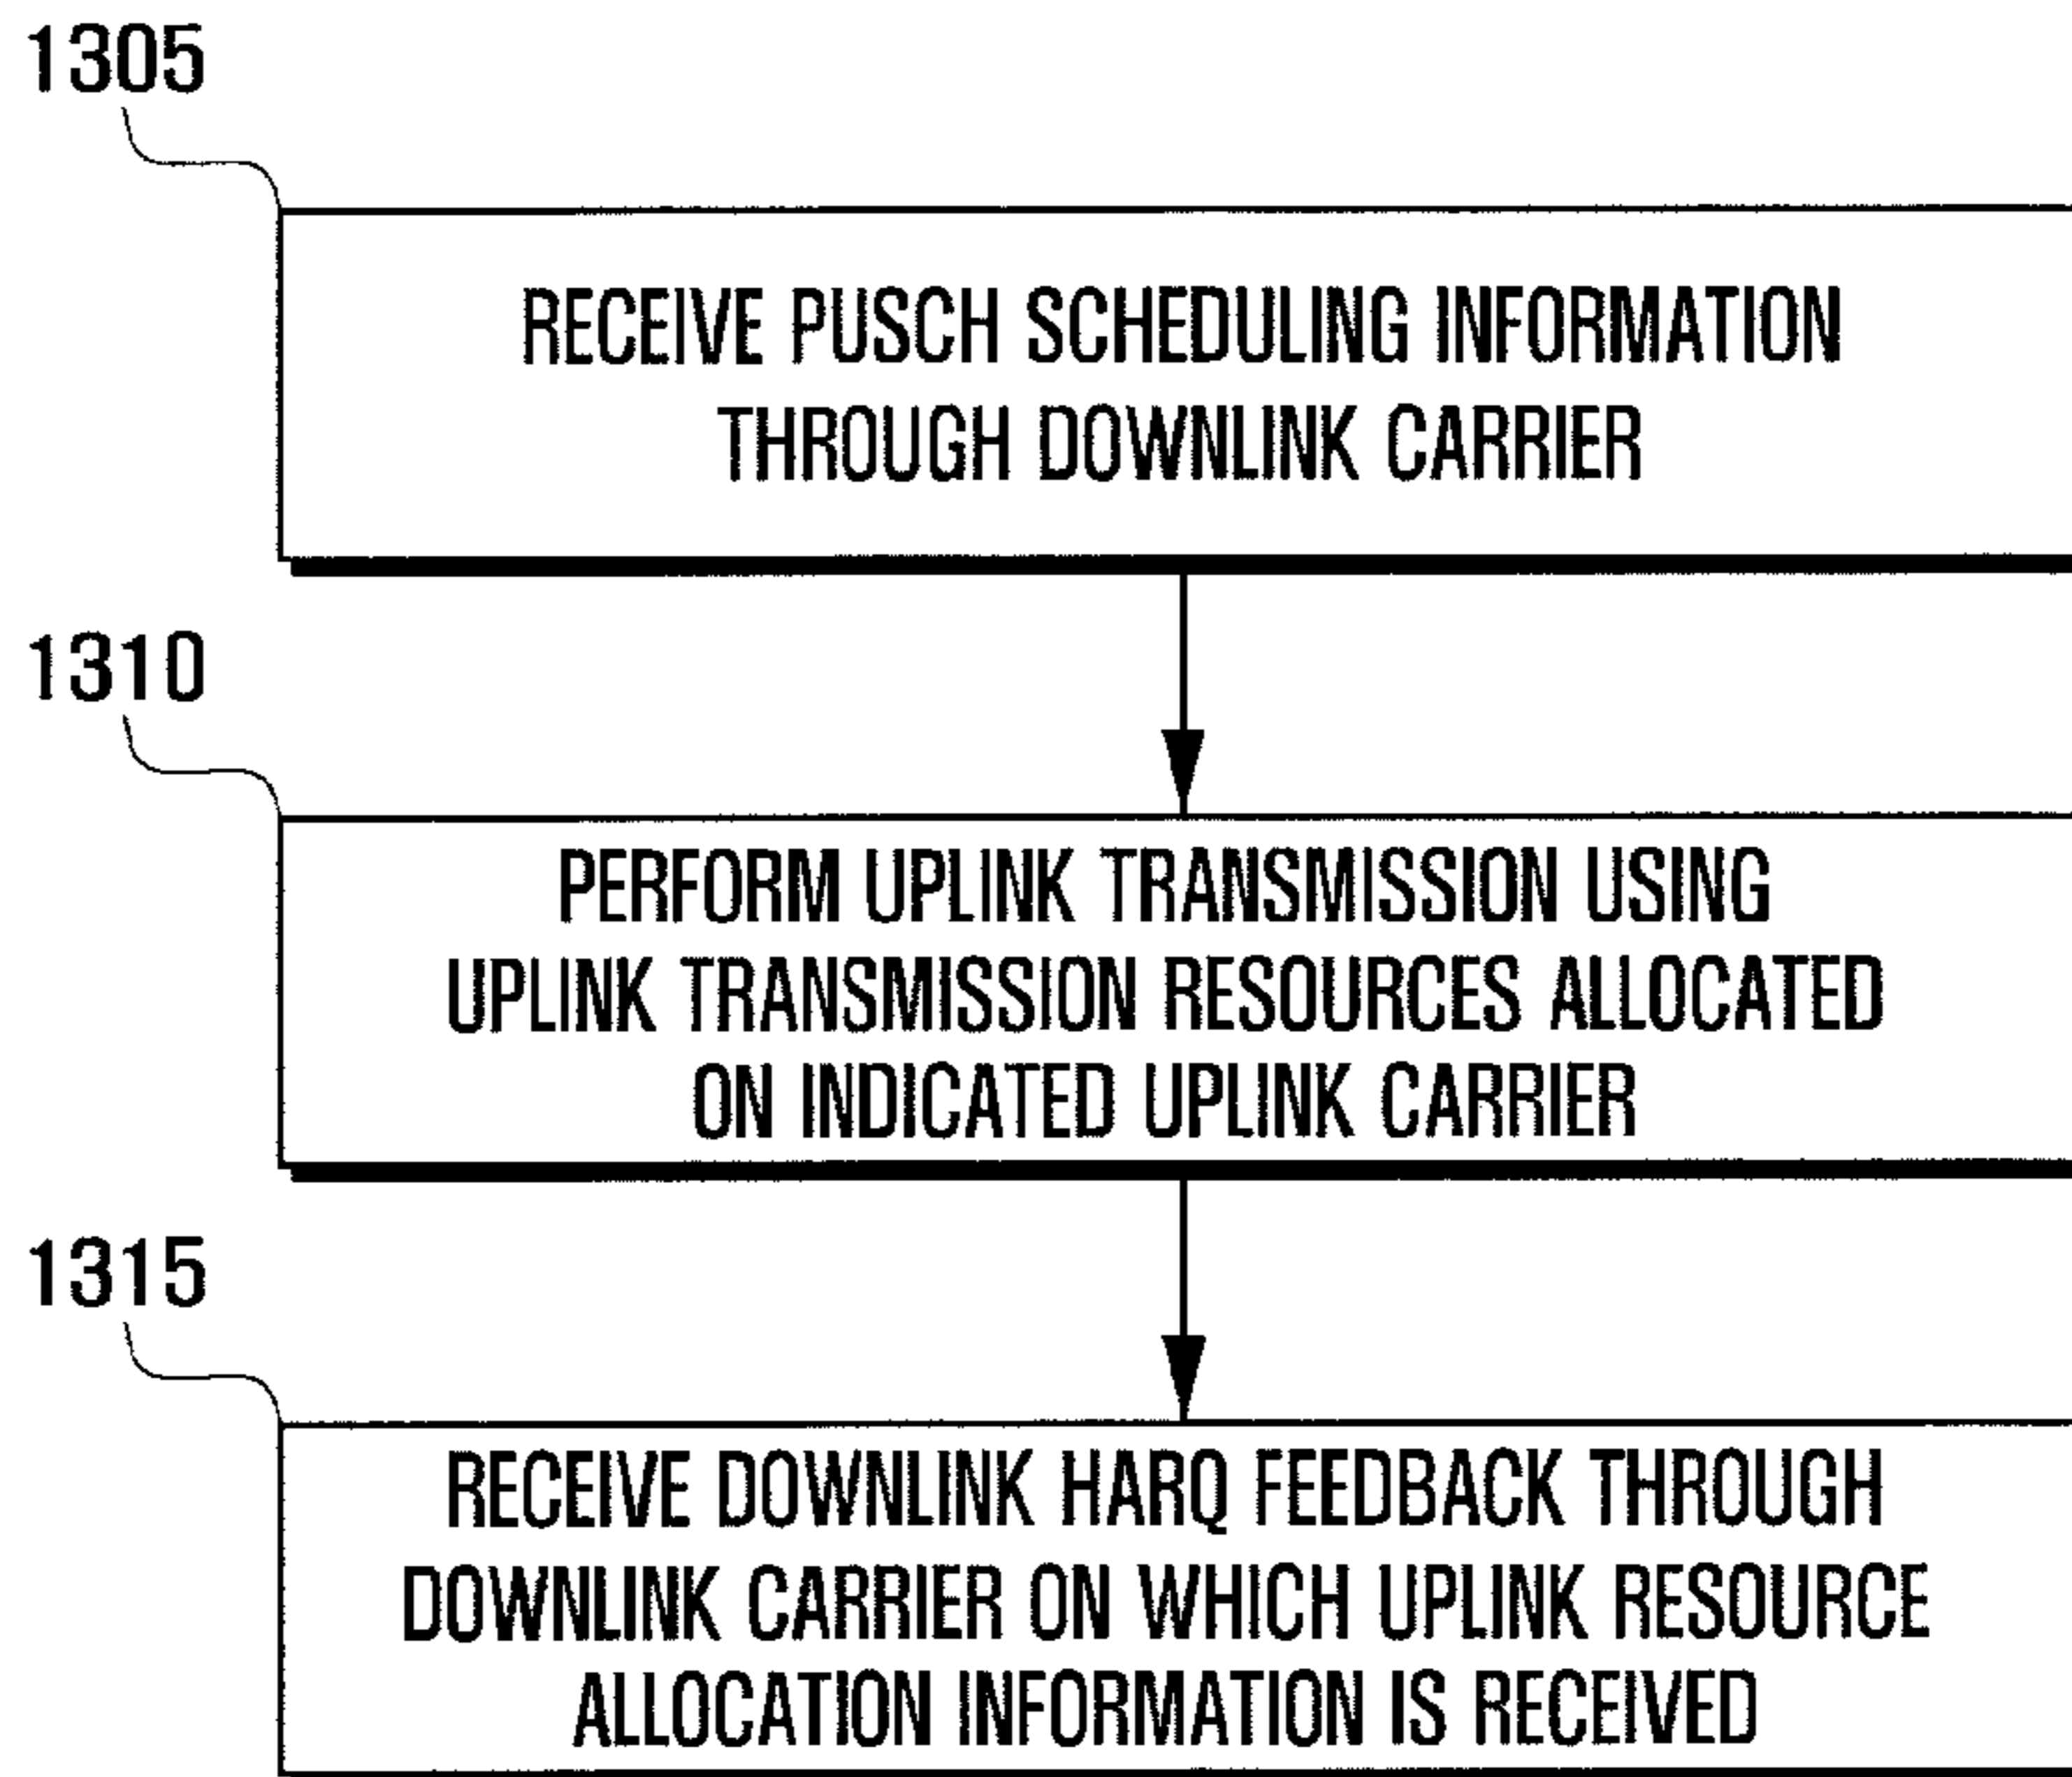 1305
RECEIVE PUSCH SCHEDULING INFORMATION
THROUGH DOWNLINK CARRIER
1310
PERFORM UPLINK TRANSMISSION USING
UPLINK TRANSMISSION RESOURCES ALLOCATED
ON INDICATED UPLINK CARRIER
1315
RECEIVE DOWNLINK HARQ FEEDBACK THROUGH
DOWNLINK CARRIER ON WHICH UPLINK RESOURCE
ALLOCATION INFORMATION IS RECEIVED